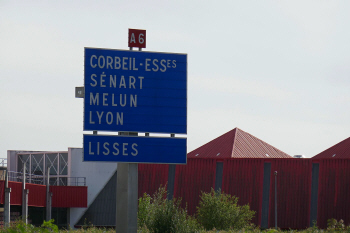 A6
CORBEIL-ESSES
SÉNART
MELUN
LYON
LISSES